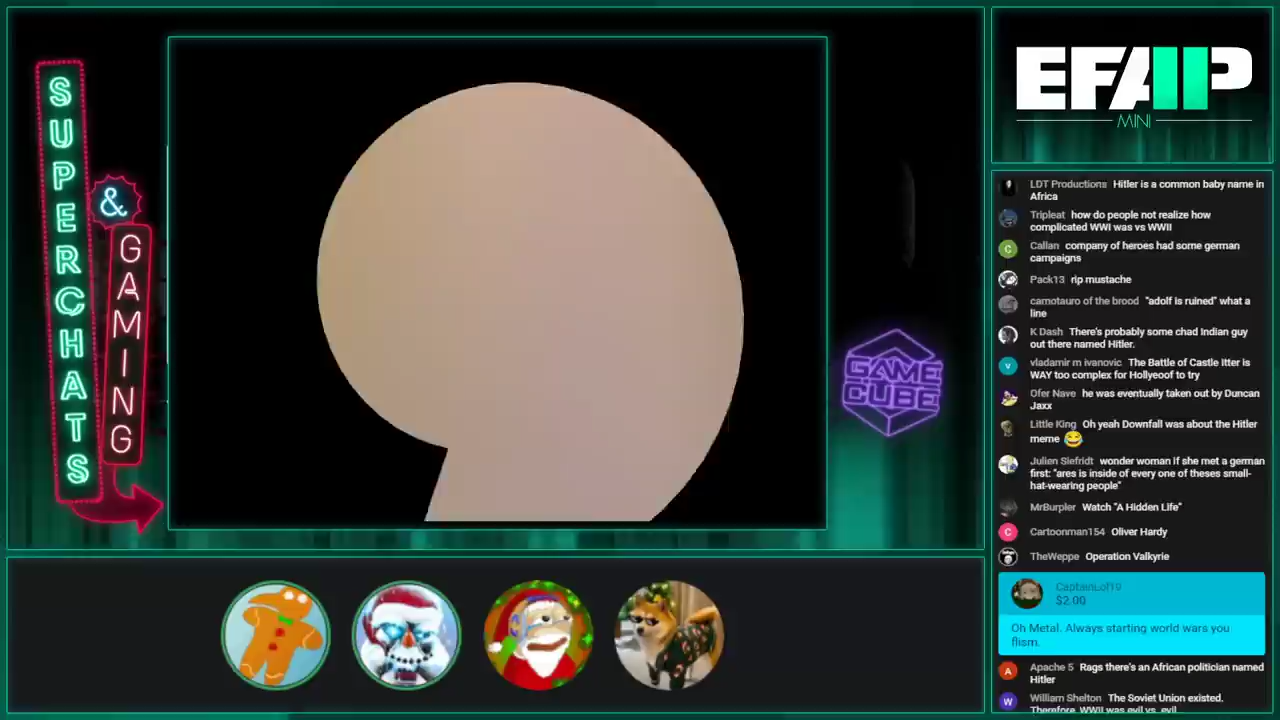 SUPERCHATS
&
GAMING
GAME
CUBE
EFAP
MINI
LDT Productions Hitler is a common baby name in
Africa
Tripleat how do people not realize how
complicated WWI was vs WWII
C Callan company of heroes had some german
campaigns
Pack13 rip mustache
camotauro of the brood "adolf is ruined" what a
line
K Dash There's probably some chad Indian guy
out there named Hitler.
v vladamir m ivanovic The Battle of Castle Itter is
WAY too complex for Hollyeoof to try
Ofer Nave he was eventually taken out by Duncan
Jaxx
Little King Oh yeah Downfall was about the Hitler
meme 😂
Julien Siefridt wonder woman if she met a german
first: "ares is inside of every one of theses small-
hat-wearing people"
MrBurpler Watch "A Hidden Life"
C Cartoonman154 Oliver Hardy
TheWeppe Operation Valkyrie
CaptainLof19
$2.00
Oh Metal. Always starting world wars you
flism.
A Apache 5 Rags there's an African politician named
Hitler
W William Shelton The Soviet Union existed.
Therefore, WWII was evil vs. evil